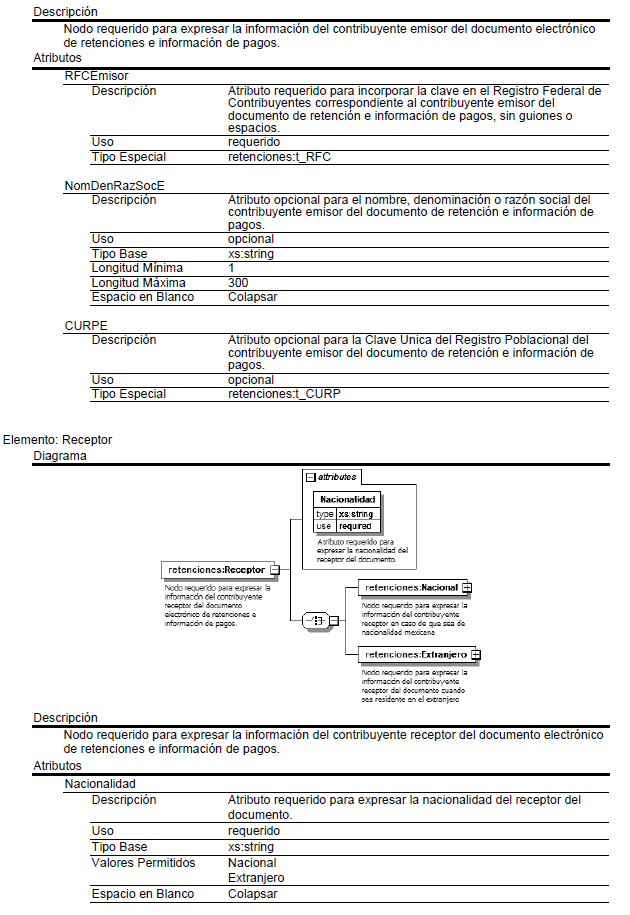 Descripción
Nodo requerido para expresar la información del contribuyente emisor del documento electrónico
de retenciones e información de pagos.
Atributos
RFCEmisor
Descripción Atributo requerido para incorporar la clave en el Registro Federal de
Contribuyentes correspondiente al contribuyente emisor del
documento de retención e información de pagos, sin guiones o
espacios.
Uso requerido
Tipo Especial retenciones:t_RFC
NomDenRazSocE
Descripción Atributo opcional para el nombre, denominación o razón social del
contribuyente emisor del documento de retención e información de
pagos.
Uso opcional
Tipo Base xs:string
Longitud Mínima 1
Longitud Máxima 300
Espacio en Blanco Colapsar
CURPE
Descripción Atributo opcional para la Clave Unica del Registro Poblacional del
contribuyente emisor del documento de retención e información de
pagos.
Uso opcional
Tipo Especial retenciones:t_CURP
Elemento: Receptor
Diagrama
attributes
Nacionalidad
type xs:string
use required
Atributo requerido para
expresar la nacionalidad del
receptor del documento.
retenciones:Receptor
Nodo requerido para expresar la
información del contribuyente
receptor del documento
electrónico de retenciones e
información de pagos.
retenciones:Nacional
Nodo requerido para expresar la
información del contribuyente
receptor en caso de que sea de
nacionalidad mexicana
retenciones:Extranjero
Nodo requerido para expresar la
información del contribuyente
receptor del documento cuando
sea residente en el extranjero
Descripción
Nodo requerido para expresar la información del contribuyente receptor del documento electrónico
de retenciones e información de pagos.
Atributos
Nacionalidad
Descripción Atributo requerido para expresar la nacionalidad del receptor del
documento.
Uso requerido
Tipo Base xs:string
Valores Permitidos Nacional
Extranjero
Espacio en Blanco Colapsar